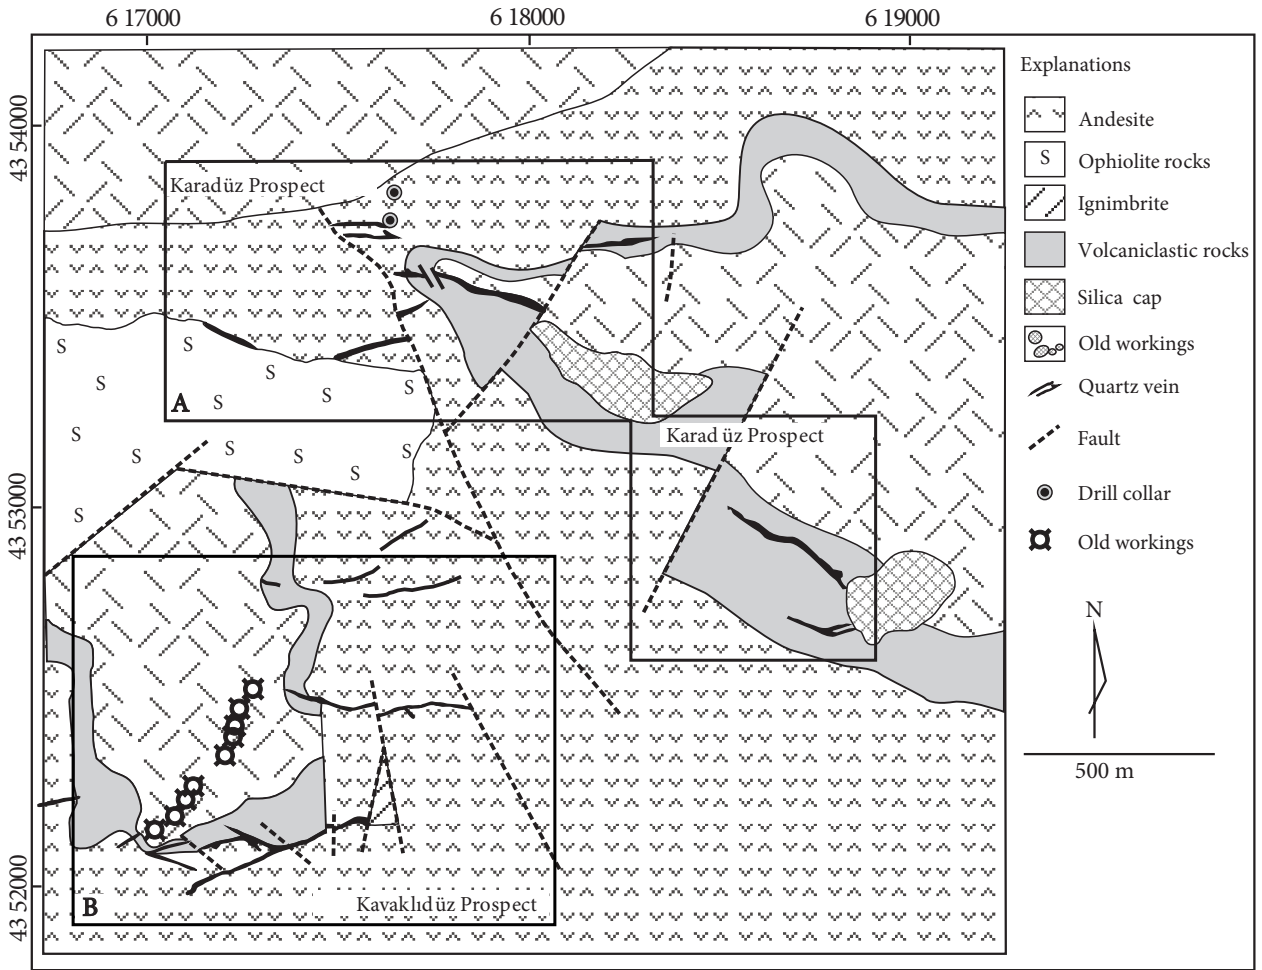 6 17000 6 18000 6 19000
Explanations
43 54000
Andesite
S Ophiolite rocks
Karadüz Prospect
Ignimbrite
Volcaniclastic rocks
Silica cap
Old workings
S S
S S S S
Quartz vein
A S S
Karad üz Prospect
S Fault
S S S S
S
43 53000
S
Drill collar
Old workings
N
500 m
43 52000
B Kavaklıdüz Prospect